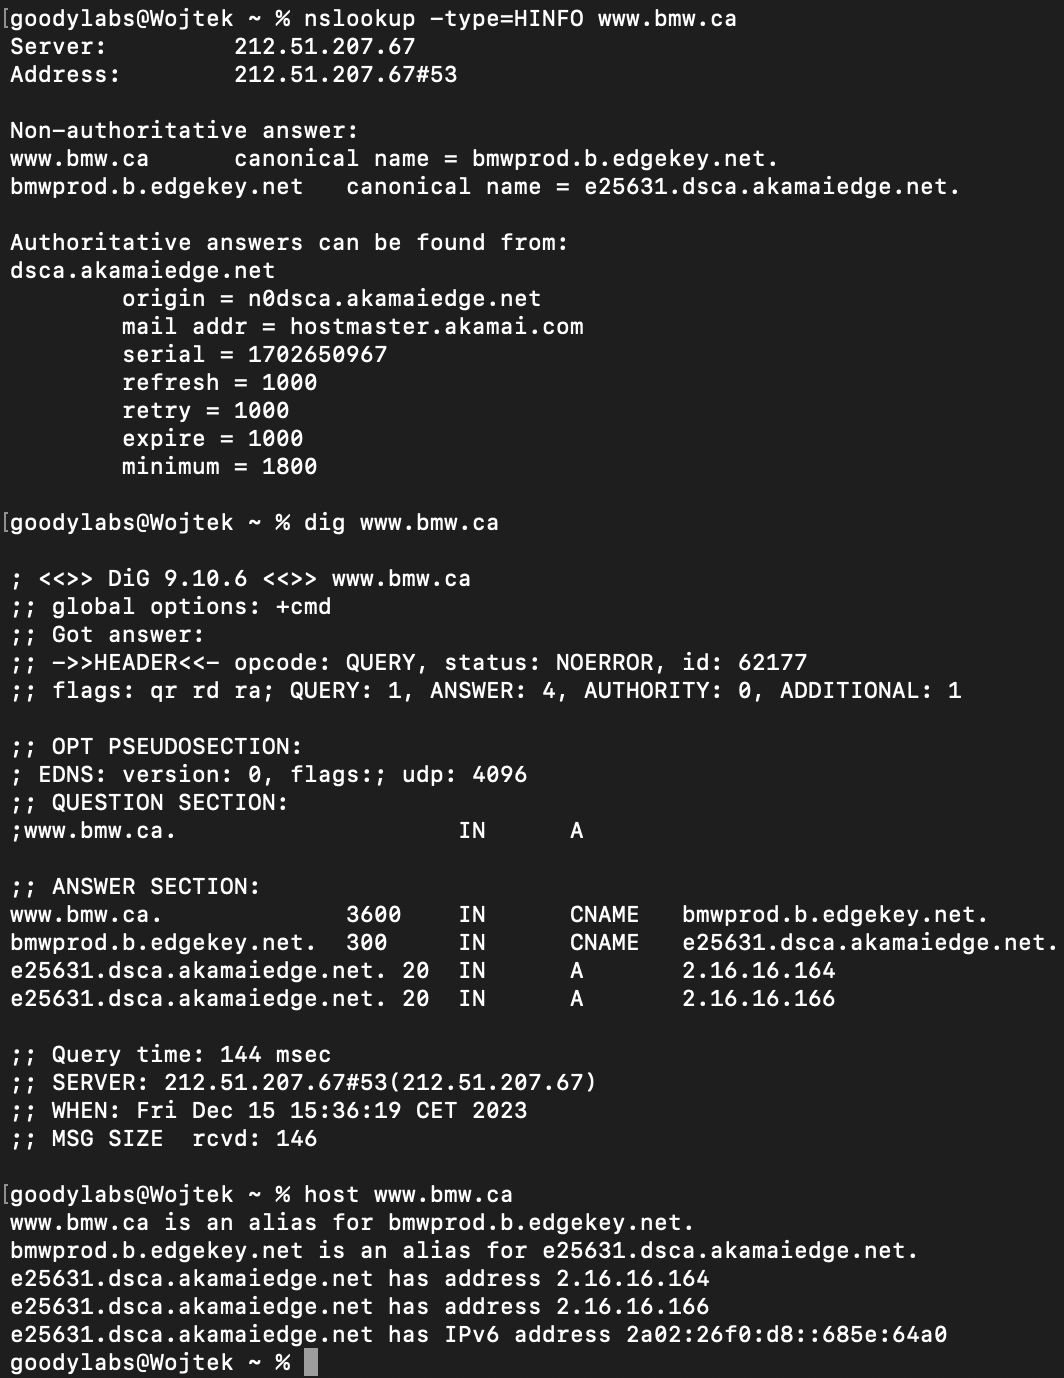 [goodylabs@Wojtek ~ % nslookup -type=HINFO www.bmw.ca
Server:         212.51.207.67
Address:        212.51.207.67#53

Non-authoritative answer:
www.bmw.ca      canonical name = bmwprod.b.edgekey.net.
bmwprod.b.edgekey.net   canonical name = e25631.dsca.akamaiedge.net.

Authoritative answers can be found from:
dsca.akamaiedge.net
        origin = n0dsca.akamaiedge.net
        mail addr = hostmaster.akamai.com
        serial = 1702650967
        refresh = 1000
        retry = 1000
        expire = 1000
        minimum = 1800

[goodylabs@Wojtek ~ % dig www.bmw.ca

; <<>> DiG 9.10.6 <<>> www.bmw.ca
;; global options: +cmd
;; Got answer:
;; ->>HEADER<<- opcode: QUERY, status: NOERROR, id: 62177
;; flags: qr rd ra; QUERY: 1, ANSWER: 4, AUTHORITY: 0, ADDITIONAL: 1

;; OPT PSEUDOSECTION:
; EDNS: version: 0, flags:; udp: 4096
;; QUESTION SECTION:
;www.bmw.ca.                    IN      A

;; ANSWER SECTION:
www.bmw.ca.             3600    IN      CNAME   bmwprod.b.edgekey.net.
bmwprod.b.edgekey.net.  300     IN      CNAME   e25631.dsca.akamaiedge.net.
e25631.dsca.akamaiedge.net. 20  IN      A       2.16.16.164
e25631.dsca.akamaiedge.net. 20  IN      A       2.16.16.166

;; Query time: 144 msec
;; SERVER: 212.51.207.67#53(212.51.207.67)
;; WHEN: Fri Dec 15 15:36:19 CET 2023
;; MSG SIZE  rcvd: 146

[goodylabs@Wojtek ~ % host www.bmw.ca
www.bmw.ca is an alias for bmwprod.b.edgekey.net.
bmwprod.b.edgekey.net is an alias for e25631.dsca.akamaiedge.net.
e25631.dsca.akamaiedge.net has address 2.16.16.164
e25631.dsca.akamaiedge.net has address 2.16.16.166
e25631.dsca.akamaiedge.net has IPv6 address 2a02:26f0:d8::685e:64a0
goodylabs@Wojtek ~ %